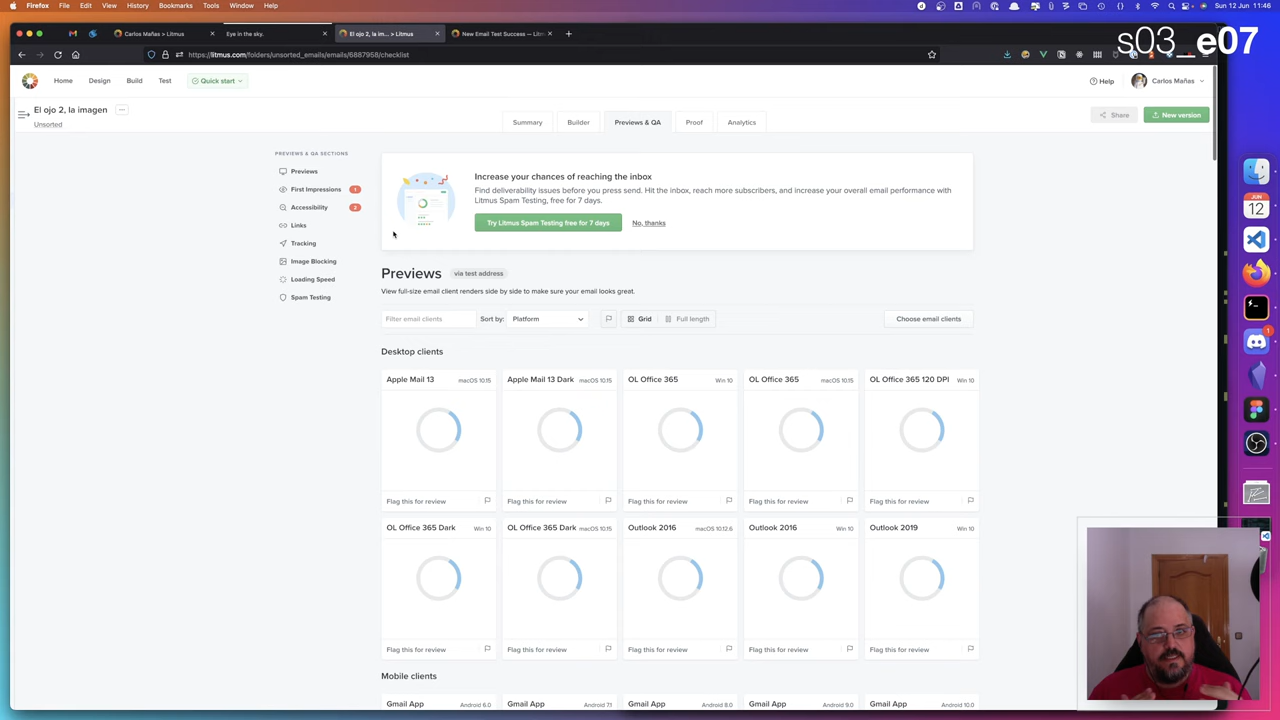 Firefox File Edit View History Bookmarks Tools Window Help
Sun 12 Jun 11:46
s03 e07
Carlos Mañas > Litmus
Eye in the sky.
El ojo 2, la im... > Litmus
New Email Test Success — Litm
https://litmus.com/folders/unsorted_emails/emails/6887958/checklist
Home Design Build Test Quick start
Help Carlos Mañas
El ojo 2, la imagen
Unsorted
Summary Builder Previews & QA Proof Analytics
Share New version
PREVIEWS & QA SECTIONS
Previews
First Impressions 1
Accessibility 2
Links
Tracking
Image Blocking
Loading Speed
Spam Testing
Increase your chances of reaching the inbox
Find deliverability issues before you press send. Hit the inbox, reach more subscribers, and increase your overall email performance with
Litmus Spam Testing, free for 7 days.
Try Litmus Spam Testing free for 7 days No, thanks
Previews via test address
View full-size email client renders side by side to make sure your email looks great.
Filter email clients Sort by: Platform Grid Full length Choose email clients
Desktop clients
Apple Mail 13 macOS 10.15 Apple Mail 13 Dark macOS 10.15 OL Office 365 Win 10 OL Office 365 macOS 10.15 OL Office 365 120 DPI Win 10
Flag this for review Flag this for review Flag this for review Flag this for review Flag this for review
OL Office 365 Dark Win 10 OL Office 365 Dark macOS 10.15 Outlook 2016 macOS 10.12.6 Outlook 2016 Win 10 Outlook 2019 Win 10
Flag this for review Flag this for review Flag this for review Flag this for review Flag this for review
Mobile clients
Gmail App Android 6.0 Gmail App Android 7.1 Gmail App Android 8.0 Gmail App Android 9.0 Gmail App Android 10.0
JUN
12
1